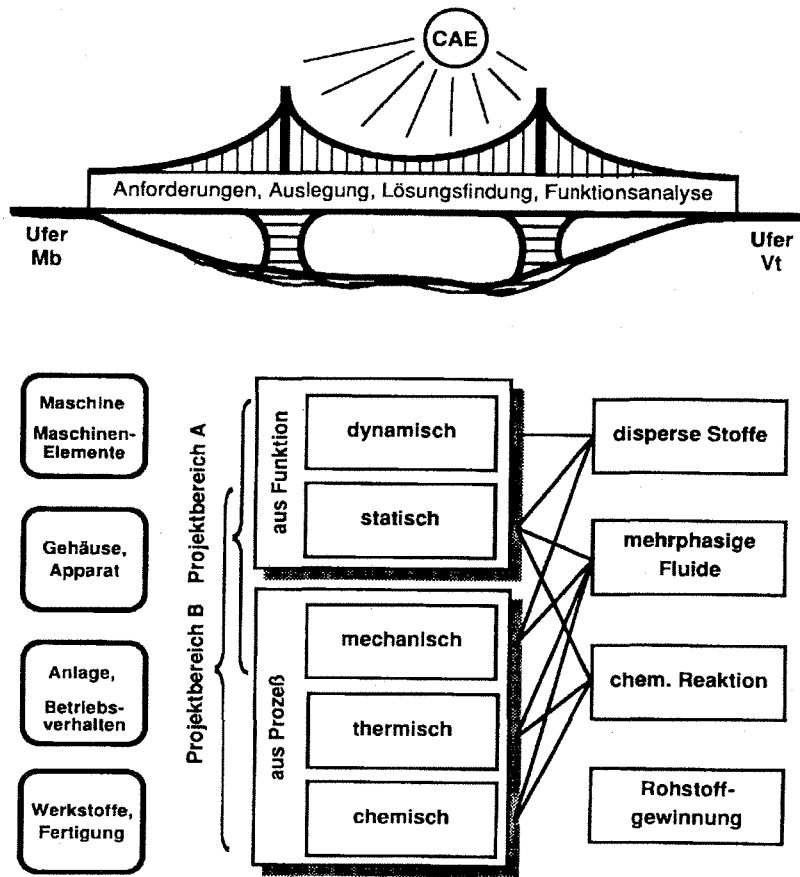 CAE
Anforderungen, Auslegung, Lösungsfindung, Funktionsanalyse
Ufer
Mb
Ufer
Vt
Maschine
Maschinen-
Elemente
Gehäuse,
Apparat
Anlage,
Betriebs-
verhalten
Werkstoffe,
Fertigung
Projektbereich A
Projektbereich B
aus Funktion
dynamisch
statisch
aus Prozeß
mechanisch
thermisch
chemisch
disperse Stoffe
mehrphasige
Fluide
chem. Reaktion
Rohstoff-
gewinnung